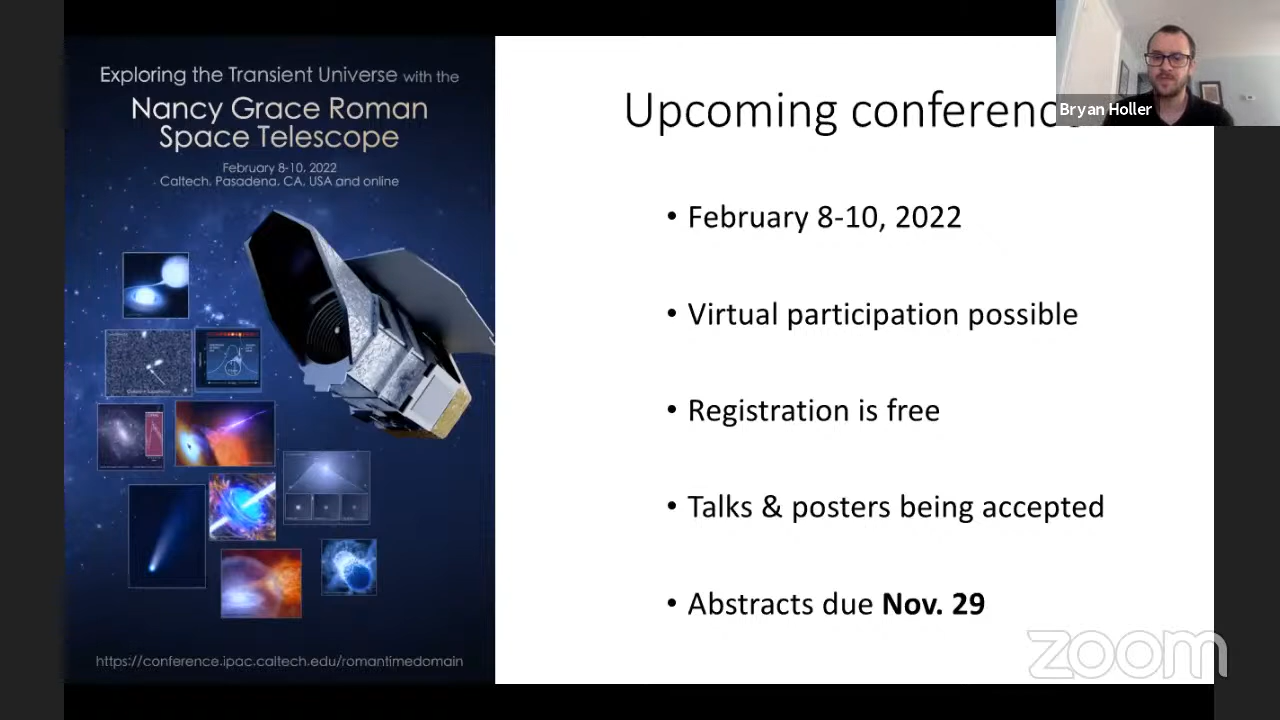 Exploring the Transient Universe with the
Nancy Grace Roman
Space Telescope
February 8-10, 2022
Caltech, Pasadena, CA, USA and online
https://conference.ipac.caltech.edu/romantimedomain
Upcoming conferenc
• February 8-10, 2022
• Virtual participation possible
• Registration is free
• Talks & posters being accepted
• Abstracts due Nov. 29
Bryan Holler
zoom